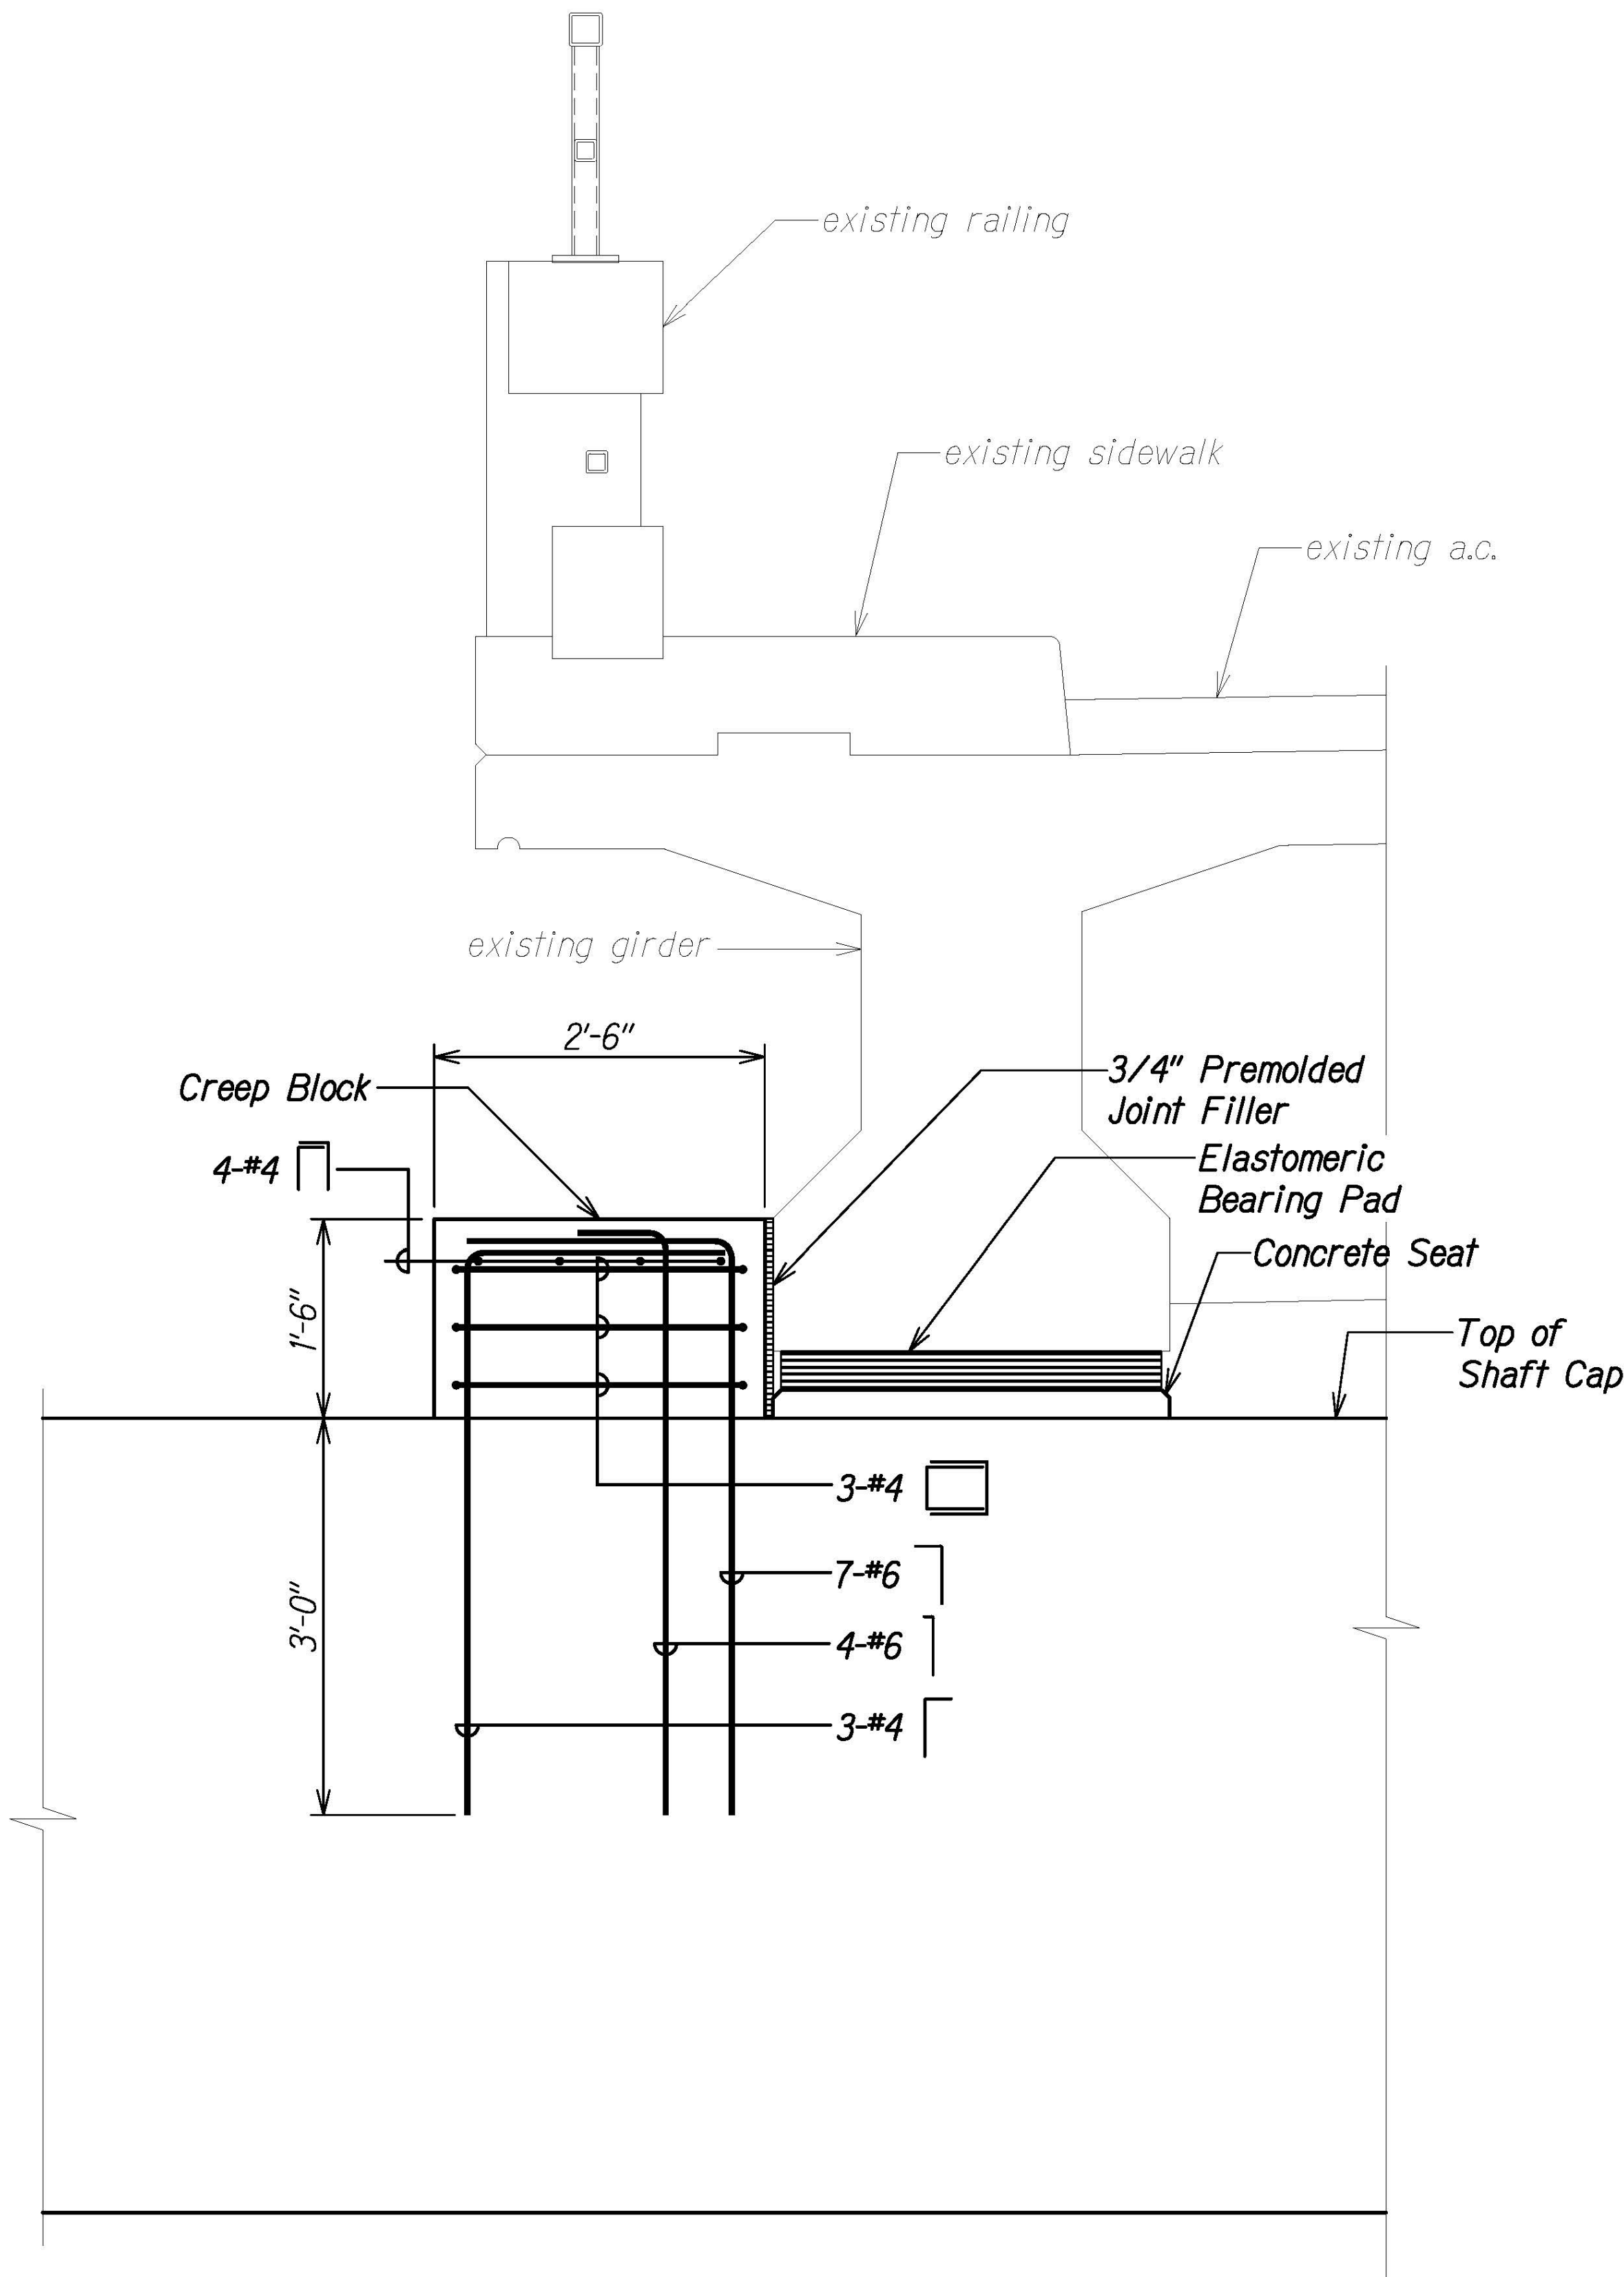 existing railing
existing sidewalk
existing a.c.
existing girder
2'-6"
Creep Block
3/4" Premolded
Joint Filler
4-#4
Elastomeric
Bearing Pad
Concrete Seat
1'-6"
Top of
Shaft Cap
3-#4
7-#6
3'-0"
4-#6
3-#4